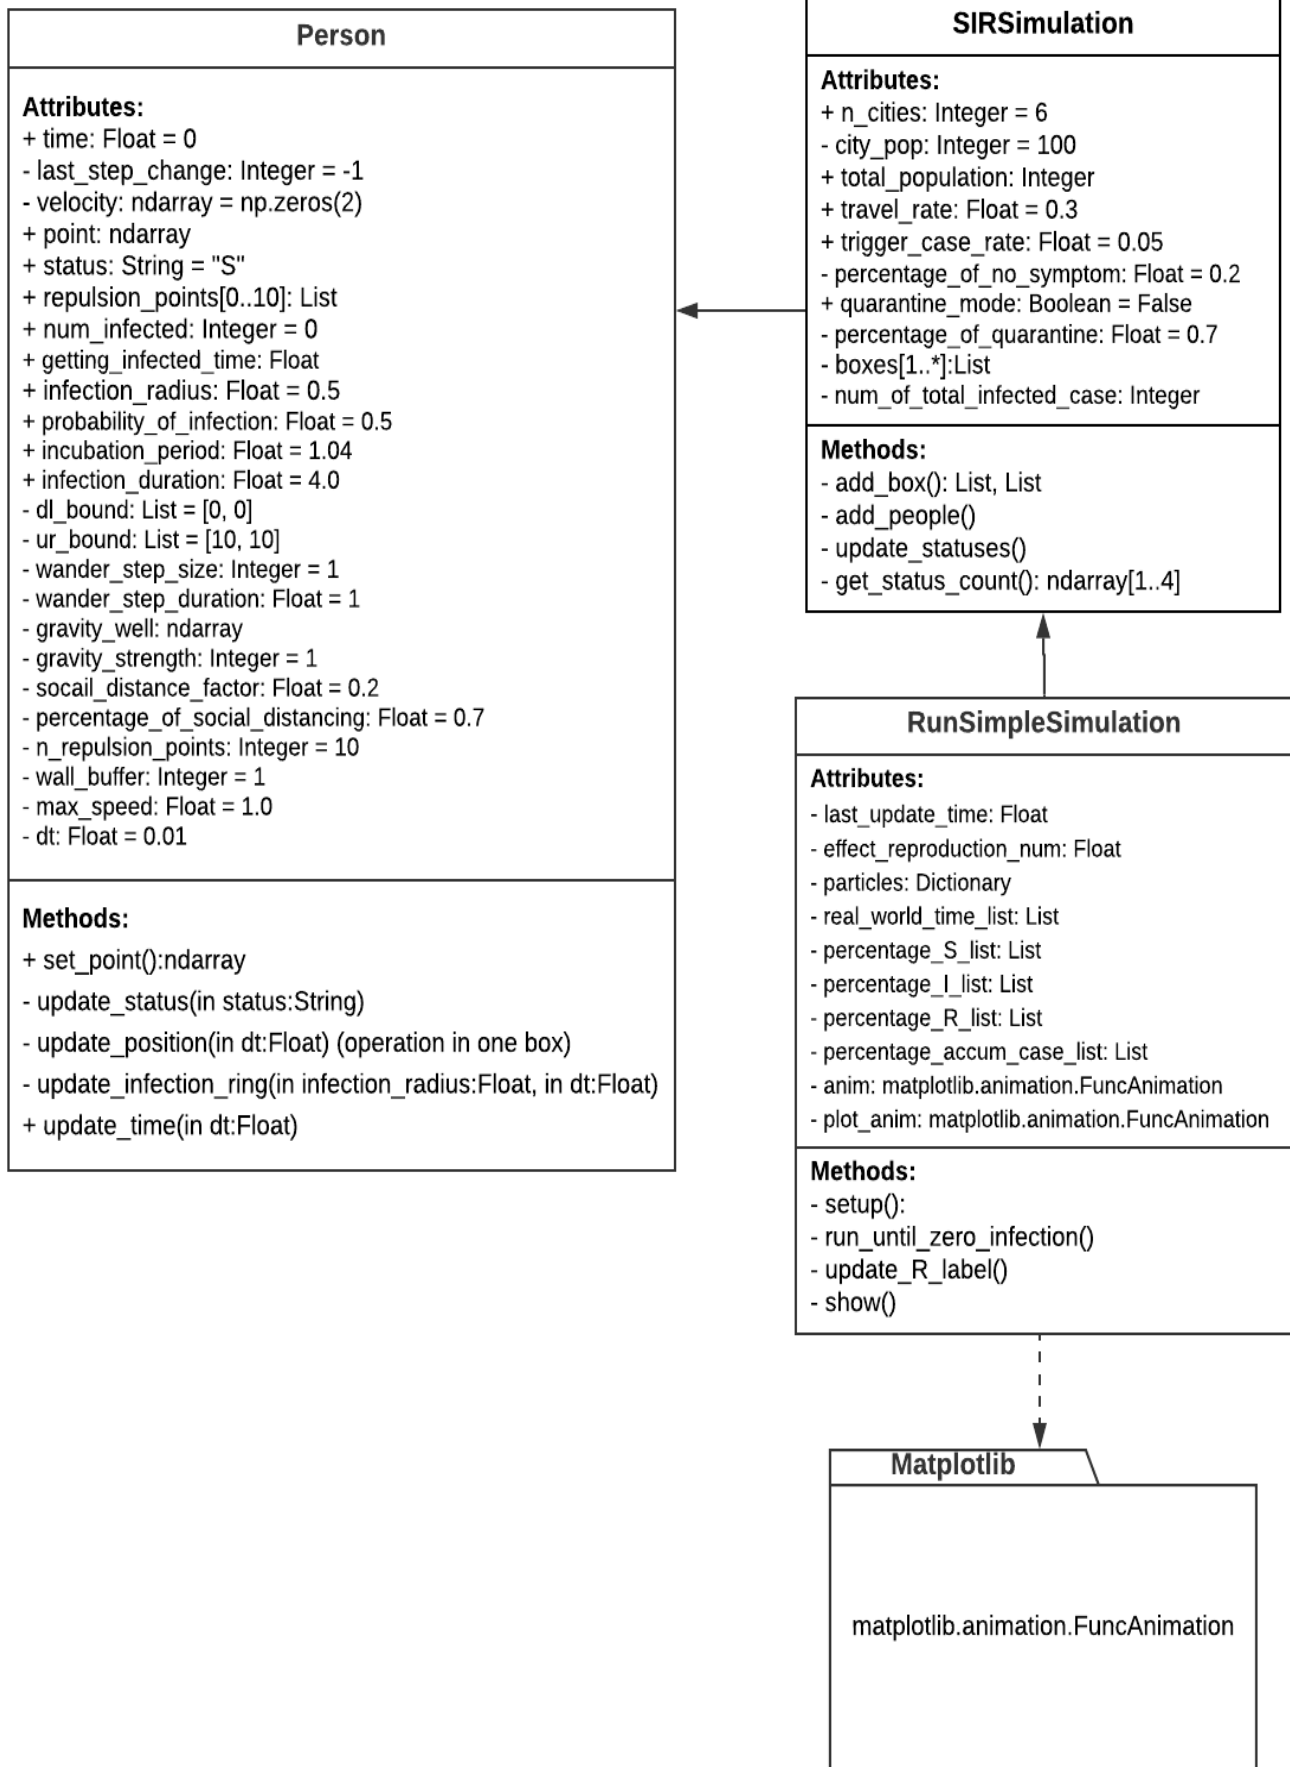 Person
Attributes:
+ time: Float = 0
- last_step_change: Integer = -1
- velocity: ndarray = np.zeros(2)
+ point: ndarray
+ status: String = "S"
+ repulsion_points[0..10]: List
+ num_infected: Integer = 0
+ getting_infected_time: Float
+ infection_radius: Float = 0.5
+ probability_of_infection: Float = 0.5
+ incubation_period: Float = 1.04
+ infection_duration: Float = 4.0
- dl_bound: List = [0, 0]
- ur_bound: List = [10, 10]
- wander_step_size: Integer = 1
- wander_step_duration: Float = 1
- gravity_well: ndarray
- gravity_strength: Integer = 1
- socail_distance_factor: Float = 0.2
- percentage_of_social_distancing: Float = 0.7
- n_repulsion_points: Integer = 10
- wall_buffer: Integer = 1
- max_speed: Float = 1.0
- dt: Float = 0.01
Methods:
+ set_point():ndarray
- update_status(in status:String)
- update_position(in dt:Float) (operation in one box)
- update_infection_ring(in infection_radius:Float, in dt:Float)
+ update_time(in dt:Float)
SIRSimulation
Attributes:
+ n_cities: Integer = 6
- city_pop: Integer = 100
+ total_population: Integer
+ travel_rate: Float = 0.3
+ trigger_case_rate: Float = 0.05
- percentage_of_no_symptom: Float = 0.2
+ quarantine_mode: Boolean = False
- percentage_of_quarantine: Float = 0.7
- boxes[1..*]:List
- num_of_total_infected_case: Integer
Methods:
- add_box(): List, List
- add_people()
- update_statuses()
- get_status_count(): ndarray[1..4]
RunSimpleSimulation
Attributes:
- last_update_time: Float
- effect_reproduction_num: Float
- particles: Dictionary
- real_world_time_list: List
- percentage_S_list: List
- percentage_I_list: List
- percentage_R_list: List
- percentage_accum_case_list: List
- anim: matplotlib.animation.FuncAnimation
- plot_anim: matplotlib.animation.FuncAnimation
Methods:
- setup():
- run_until_zero_infection()
- update_R_label()
- show()
Matplotlib
matplotlib.animation.FuncAnimation